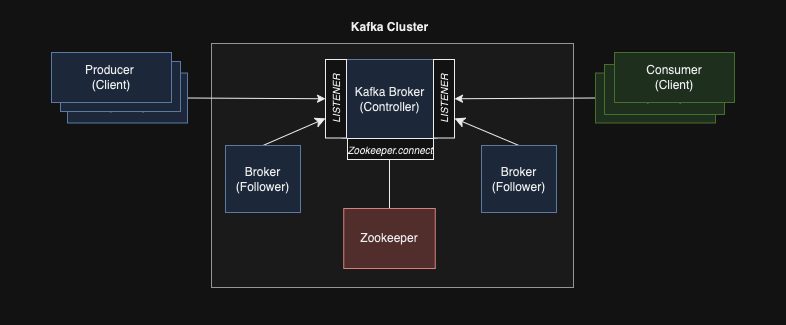 Kafka Cluster
Producer
(Client)
LISTENER
Kafka Broker
(Controller)
LISTENER
Consumer
(Client)
Zookeeper.connect
Broker
(Follower)
Broker
(Follower)
Zookeeper